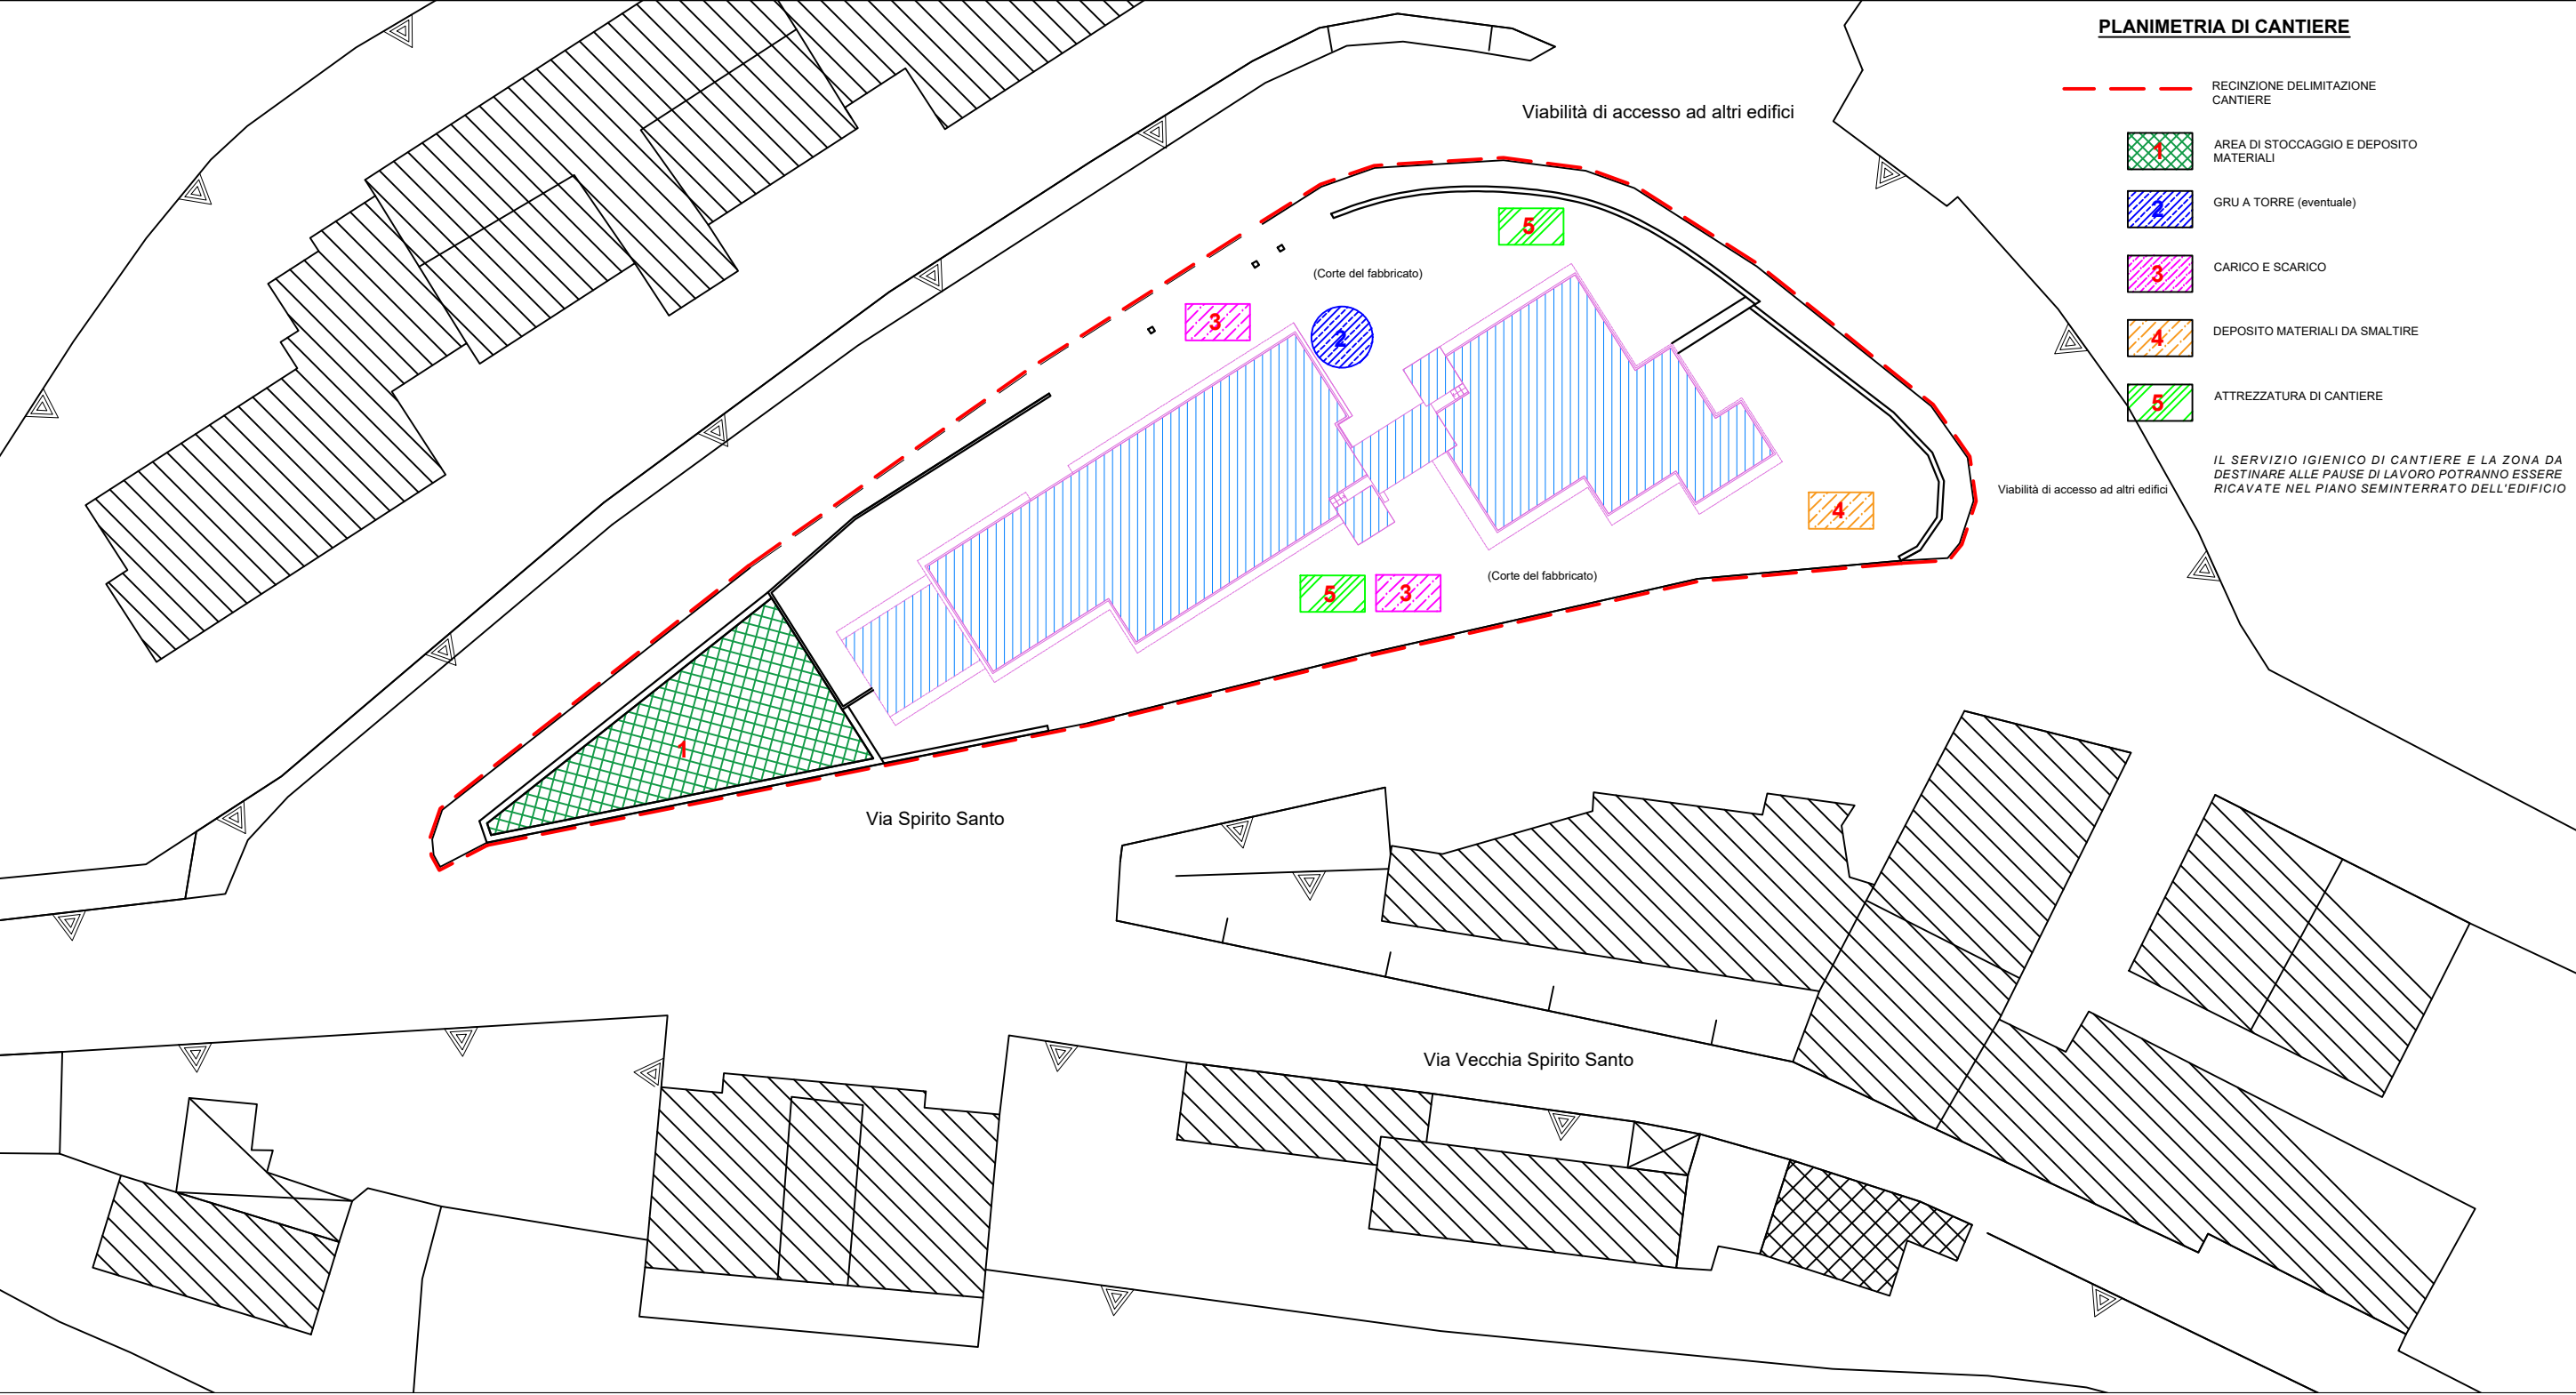 PLANIMETRIA DI CANTIERE
RECINZIONE DELIMITAZIONE
CANTIERE
1
AREA DI STOCCAGGIO E DEPOSITO
MATERIALI
2
GRU A TORRE (eventuale)
3
CARICO E SCARICO
4
DEPOSITO MATERIALI DA SMALTIRE
5
ATTREZZATURA DI CANTIERE
IL SERVIZIO IGIENICO DI CANTIERE E LA ZONA DA
DESTINARE ALLE PAUSE DI LAVORO POTRANNO ESSERE
RICAVATE NEL PIANO SEMINTERRATO DELL'EDIFICIO
Viabilità di accesso ad altri edifici
5
(Corte del fabbricato)
3
2
Viabilità di accesso ad altri edifici
4
(Corte del fabbricato)
5
3
1
Via Spirito Santo
Via Vecchia Spirito Santo